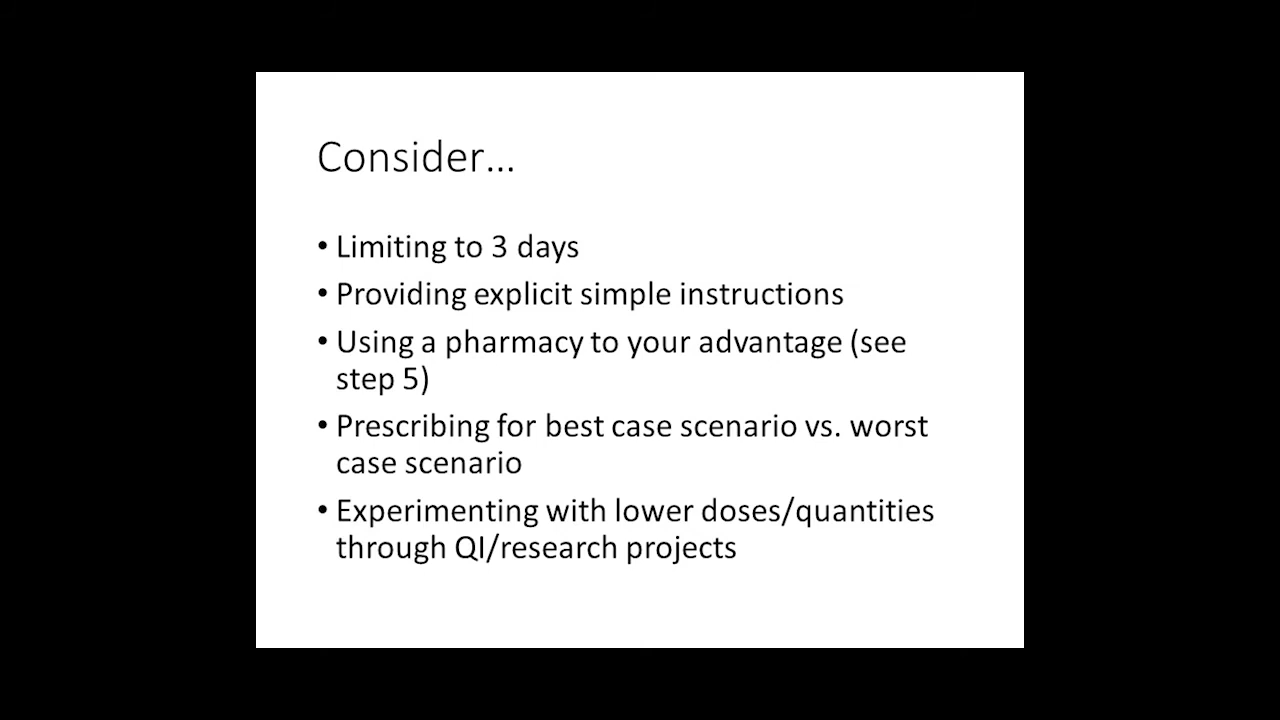 Consider...
• Limiting to 3 days
• Providing explicit simple instructions
• Using a pharmacy to your advantage (see
step 5)
• Prescribing for best case scenario vs. worst
case scenario
• Experimenting with lower doses/quantities
through QI/research projects